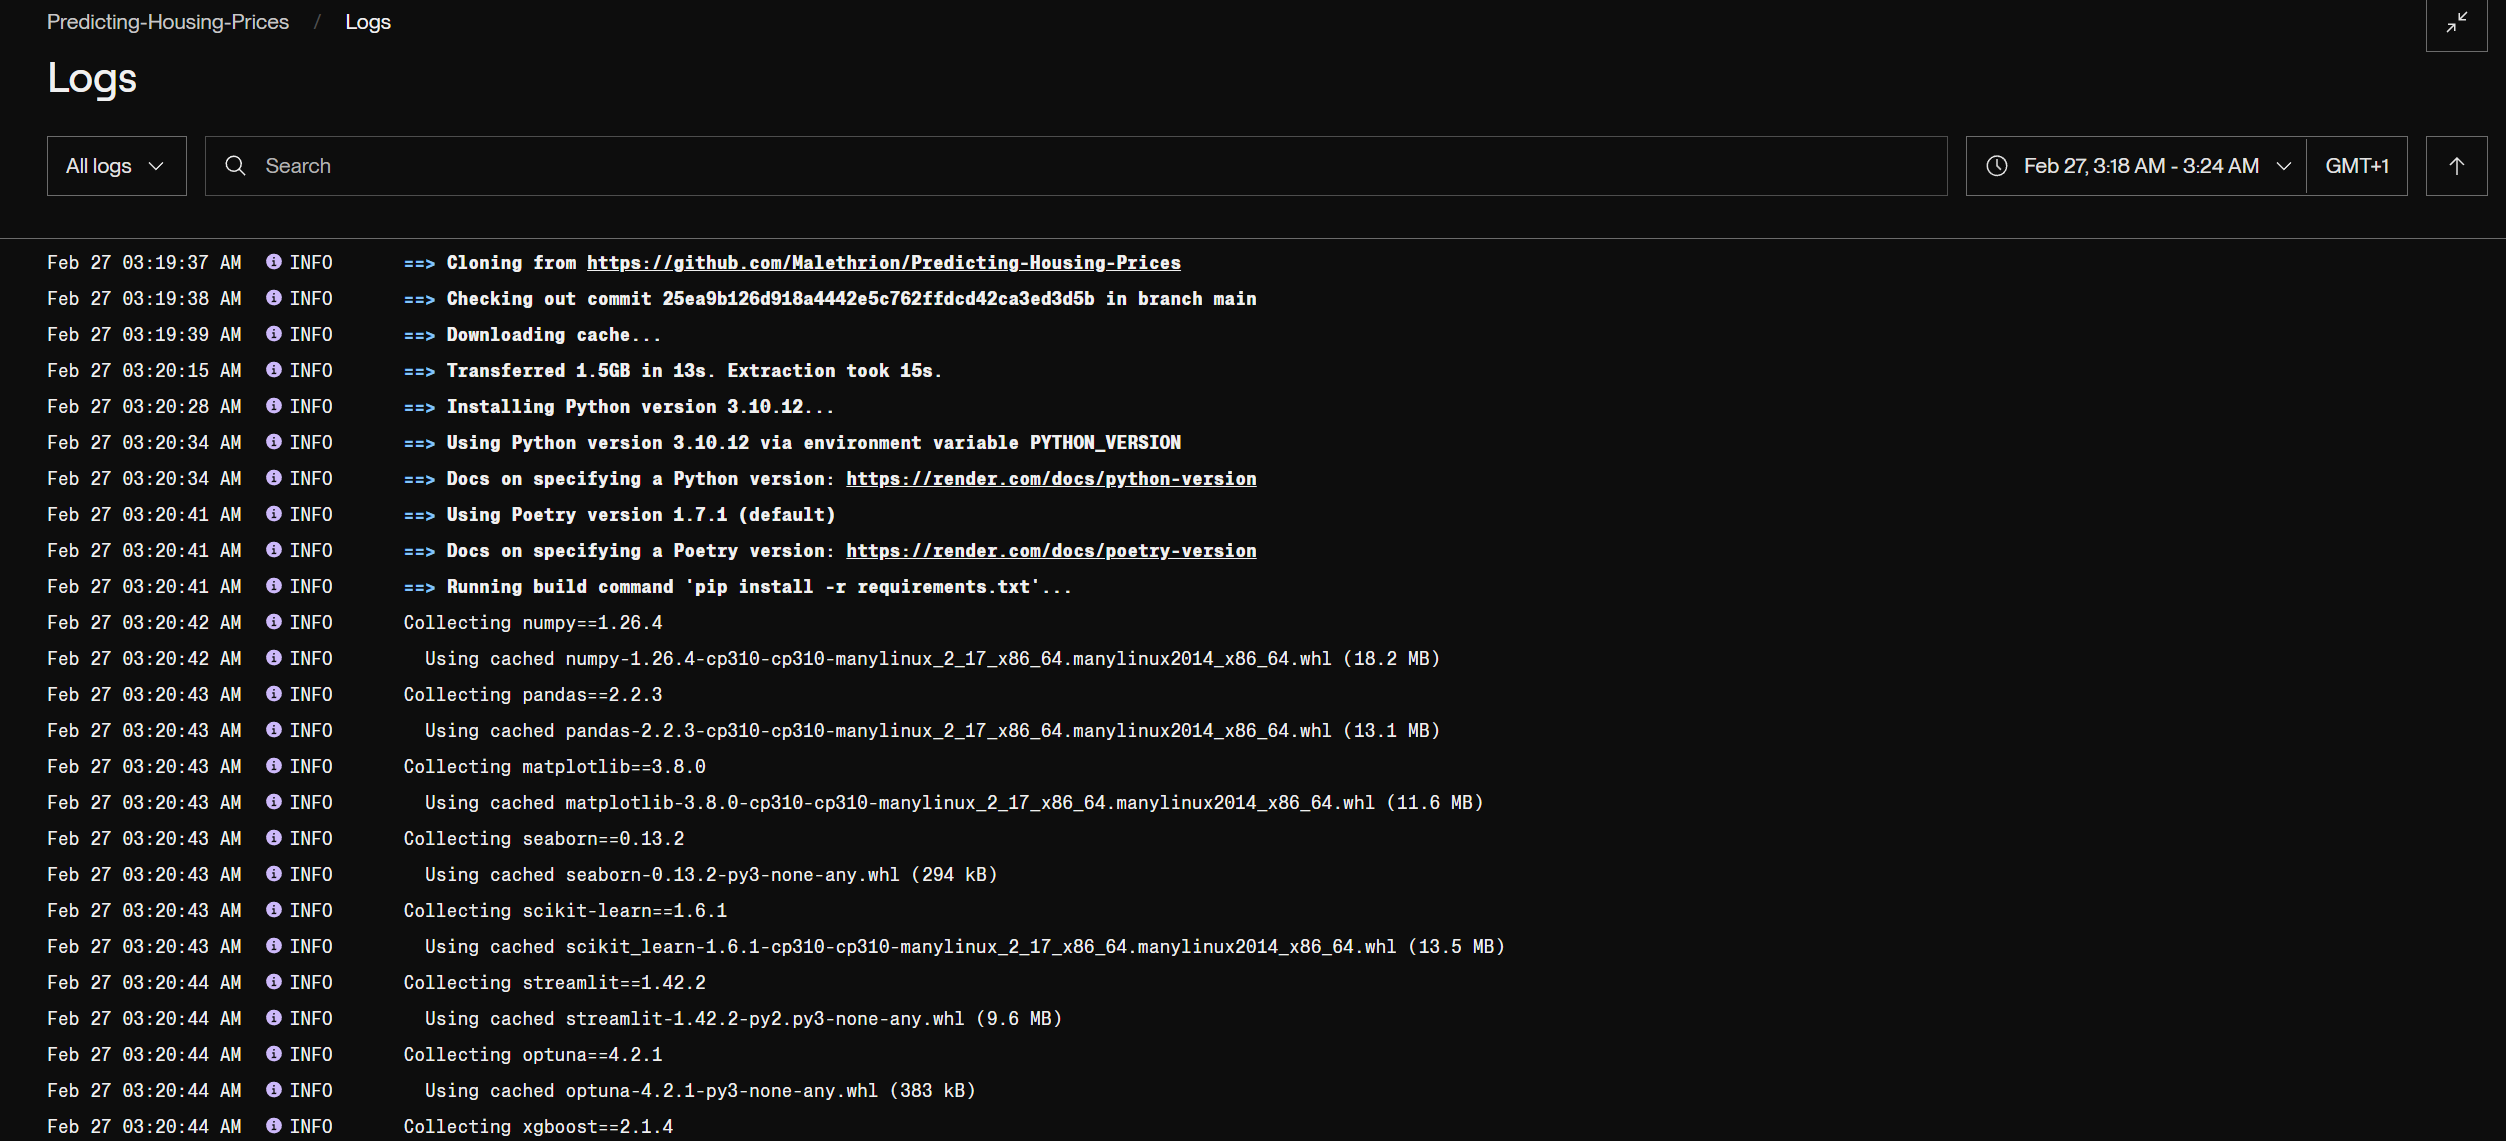 Predicting-Housing-Prices / Logs
Logs
All logs Search Feb 27, 3:18 AM - 3:24 AM GMT+1
Feb 27 03:19:37 AM INFO ==> Cloning from https://github.com/Malethrion/Predicting-Housing-Prices
Feb 27 03:19:38 AM INFO ==> Checking out commit 25ea9b126d918a4442e5c762ffdcd42ca3ed3d5b in branch main
Feb 27 03:19:39 AM INFO ==> Downloading cache...
Feb 27 03:20:15 AM INFO ==> Transferred 1.5GB in 13s. Extraction took 15s.
Feb 27 03:20:28 AM INFO ==> Installing Python version 3.10.12...
Feb 27 03:20:34 AM INFO ==> Using Python version 3.10.12 via environment variable PYTHON_VERSION
Feb 27 03:20:34 AM INFO ==> Docs on specifying a Python version: https://render.com/docs/python-version
Feb 27 03:20:41 AM INFO ==> Using Poetry version 1.7.1 (default)
Feb 27 03:20:41 AM INFO ==> Docs on specifying a Poetry version: https://render.com/docs/poetry-version
Feb 27 03:20:41 AM INFO ==> Running build command 'pip install -r requirements.txt'...
Feb 27 03:20:42 AM INFO Collecting numpy==1.26.4
Feb 27 03:20:42 AM INFO Using cached numpy-1.26.4-cp310-cp310-manylinux_2_17_x86_64.manylinux2014_x86_64.whl (18.2 MB)
Feb 27 03:20:43 AM INFO Collecting pandas==2.2.3
Feb 27 03:20:43 AM INFO Using cached pandas-2.2.3-cp310-cp310-manylinux_2_17_x86_64.manylinux2014_x86_64.whl (13.1 MB)
Feb 27 03:20:43 AM INFO Collecting matplotlib==3.8.0
Feb 27 03:20:43 AM INFO Using cached matplotlib-3.8.0-cp310-cp310-manylinux_2_17_x86_64.manylinux2014_x86_64.whl (11.6 MB)
Feb 27 03:20:43 AM INFO Collecting seaborn==0.13.2
Feb 27 03:20:43 AM INFO Using cached seaborn-0.13.2-py3-none-any.whl (294 kB)
Feb 27 03:20:43 AM INFO Collecting scikit-learn==1.6.1
Feb 27 03:20:43 AM INFO Using cached scikit_learn-1.6.1-cp310-cp310-manylinux_2_17_x86_64.manylinux2014_x86_64.whl (13.5 MB)
Feb 27 03:20:44 AM INFO Collecting streamlit==1.42.2
Feb 27 03:20:44 AM INFO Using cached streamlit-1.42.2-py2.py3-none-any.whl (9.6 MB)
Feb 27 03:20:44 AM INFO Collecting optuna==4.2.1
Feb 27 03:20:44 AM INFO Using cached optuna-4.2.1-py3-none-any.whl (383 kB)
Feb 27 03:20:44 AM INFO Collecting xgboost==2.1.4